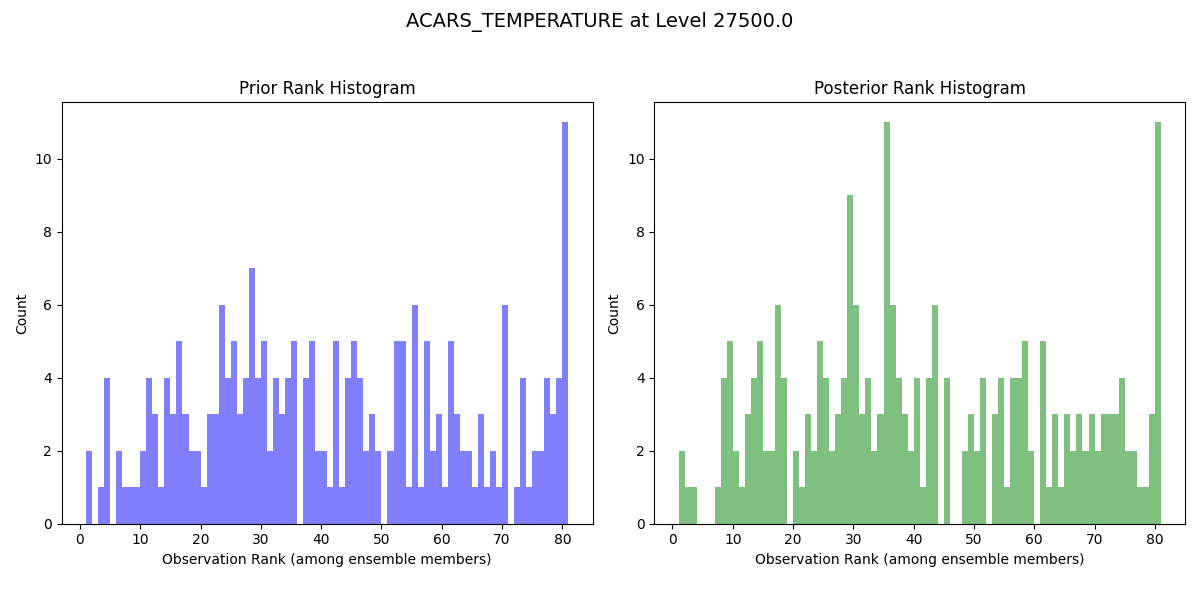 ACARS_TEMPERATURE at Level 27500.0
Prior Rank Histogram
Count
0
2
4
6
8
10
0 10 20 30 40 50 60 70 80
Observation Rank (among ensemble members)
Posterior Rank Histogram
Count
0
2
4
6
8
10
0 10 20 30 40 50 60 70 80
Observation Rank (among ensemble members)